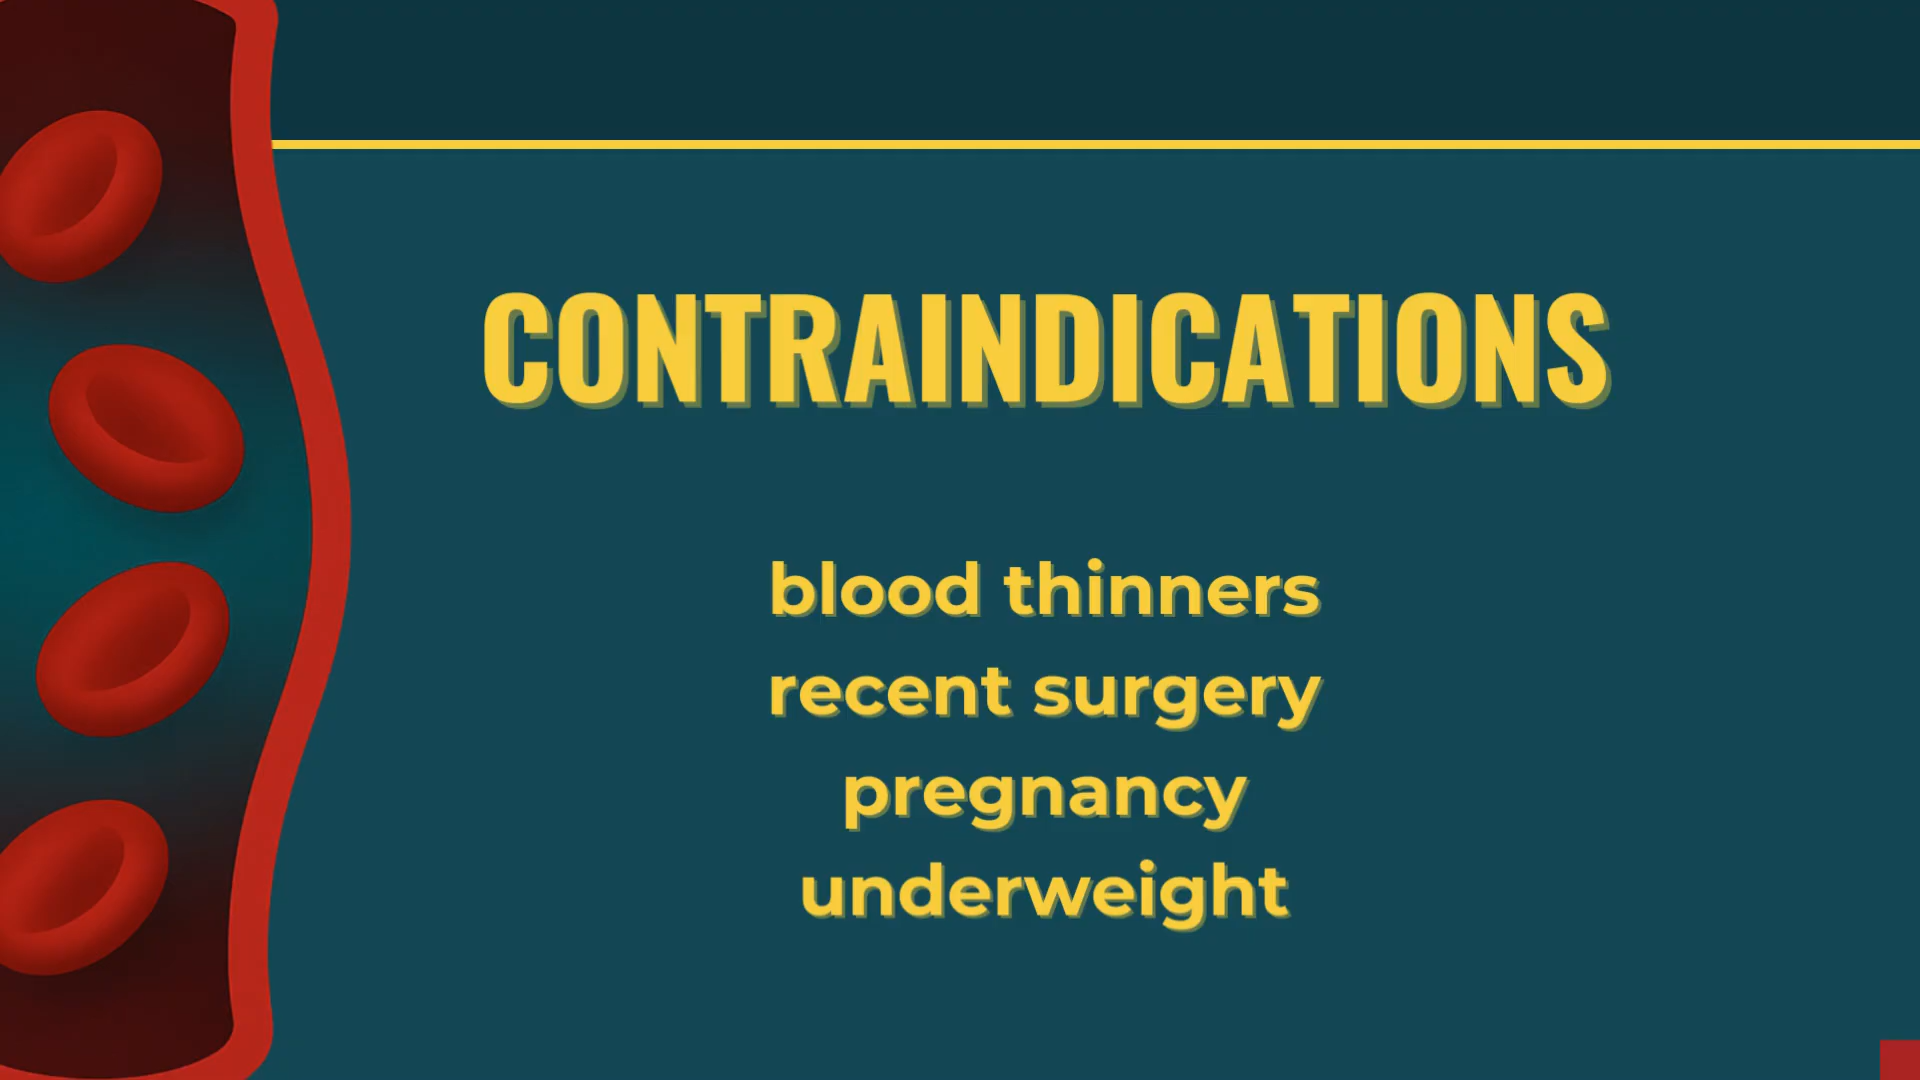 CONTRAINDICATIONS
blood thinners
recent surgery
pregnancy
underweight